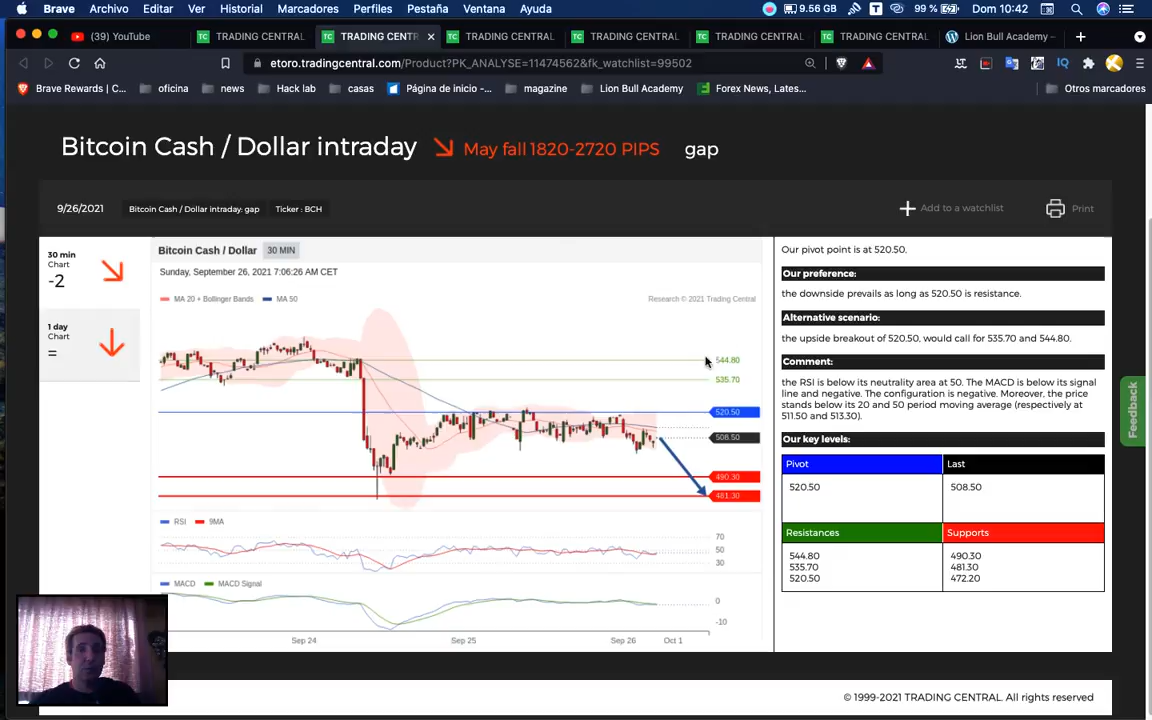 Brave Archivo Editar Ver Historial Marcadores Perfiles Pestaña Ventana Ayuda 9.56 GB 99 % Dom 10:42
(39) YouTube TRADING CENTRAL TRADING CENTR TRADING CENTRAL TRADING CENTRAL TRADING CENTRAL TRADING CENTRAL Lion Bull Academy –
etoro.tradingcentral.com/Product?PK_ANALYSE=11474562&fk_watchlist=99502
Brave Rewards | C... oficina news Hack lab casas Página de inicio -... magazine Lion Bull Academy Forex News, Lates... Otros marcadores
Bitcoin Cash / Dollar intraday May fall 1820-2720 PIPS gap
9/26/2021 Bitcoin Cash / Dollar intraday: gap Ticker : BCH Add to a watchlist Print
30 min
Chart
-2
1 day
Chart
=
Bitcoin Cash / Dollar 30 MIN
Sunday, September 26, 2021 7:06:26 AM CET
MA 20 + Bollinger Bands MA 50 Research © 2021 Trading Central
544.80
535.70
520.50
508.50
490.30
481.30
RSI 9MA
70
50
30
MACD MACD Signal
0
-10
Sep 24 Sep 25 Sep 26 Oct 1
Our pivot point is at 520.50.
Our preference:
the downside prevails as long as 520.50 is resistance.
Alternative scenario:
the upside breakout of 520.50, would call for 535.70 and 544.80.
Comment:
the RSI is below its neutrality area at 50. The MACD is below its signal
line and negative. The configuration is negative. Moreover, the price
stands below its 20 and 50 period moving average (respectively at
511.50 and 513.30).
Our key levels:
Pivot Last
520.50 508.50
Resistances Supports
544.80 490.30
535.70 481.30
520.50 472.20
Feedback
© 1999-2021 TRADING CENTRAL. All rights reserved